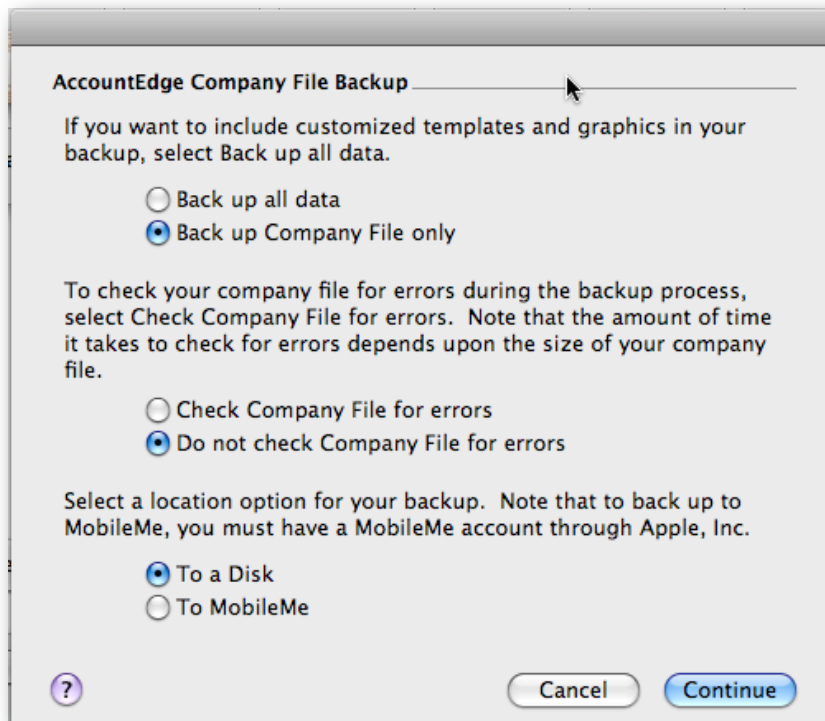 AccountEdge Company File Backup
If you want to include customized templates and graphics in your
backup, select Back up all data.
Back up all data
Back up Company File only
To check your company file for errors during the backup process,
select Check Company File for errors.  Note that the amount of time
it takes to check for errors depends upon the size of your company
file.
Check Company File for errors
Do not check Company File for errors
Select a location option for your backup.  Note that to back up to
MobileMe, you must have a MobileMe account through Apple, Inc.
To a Disk
To MobileMe
?
Cancel
Continue